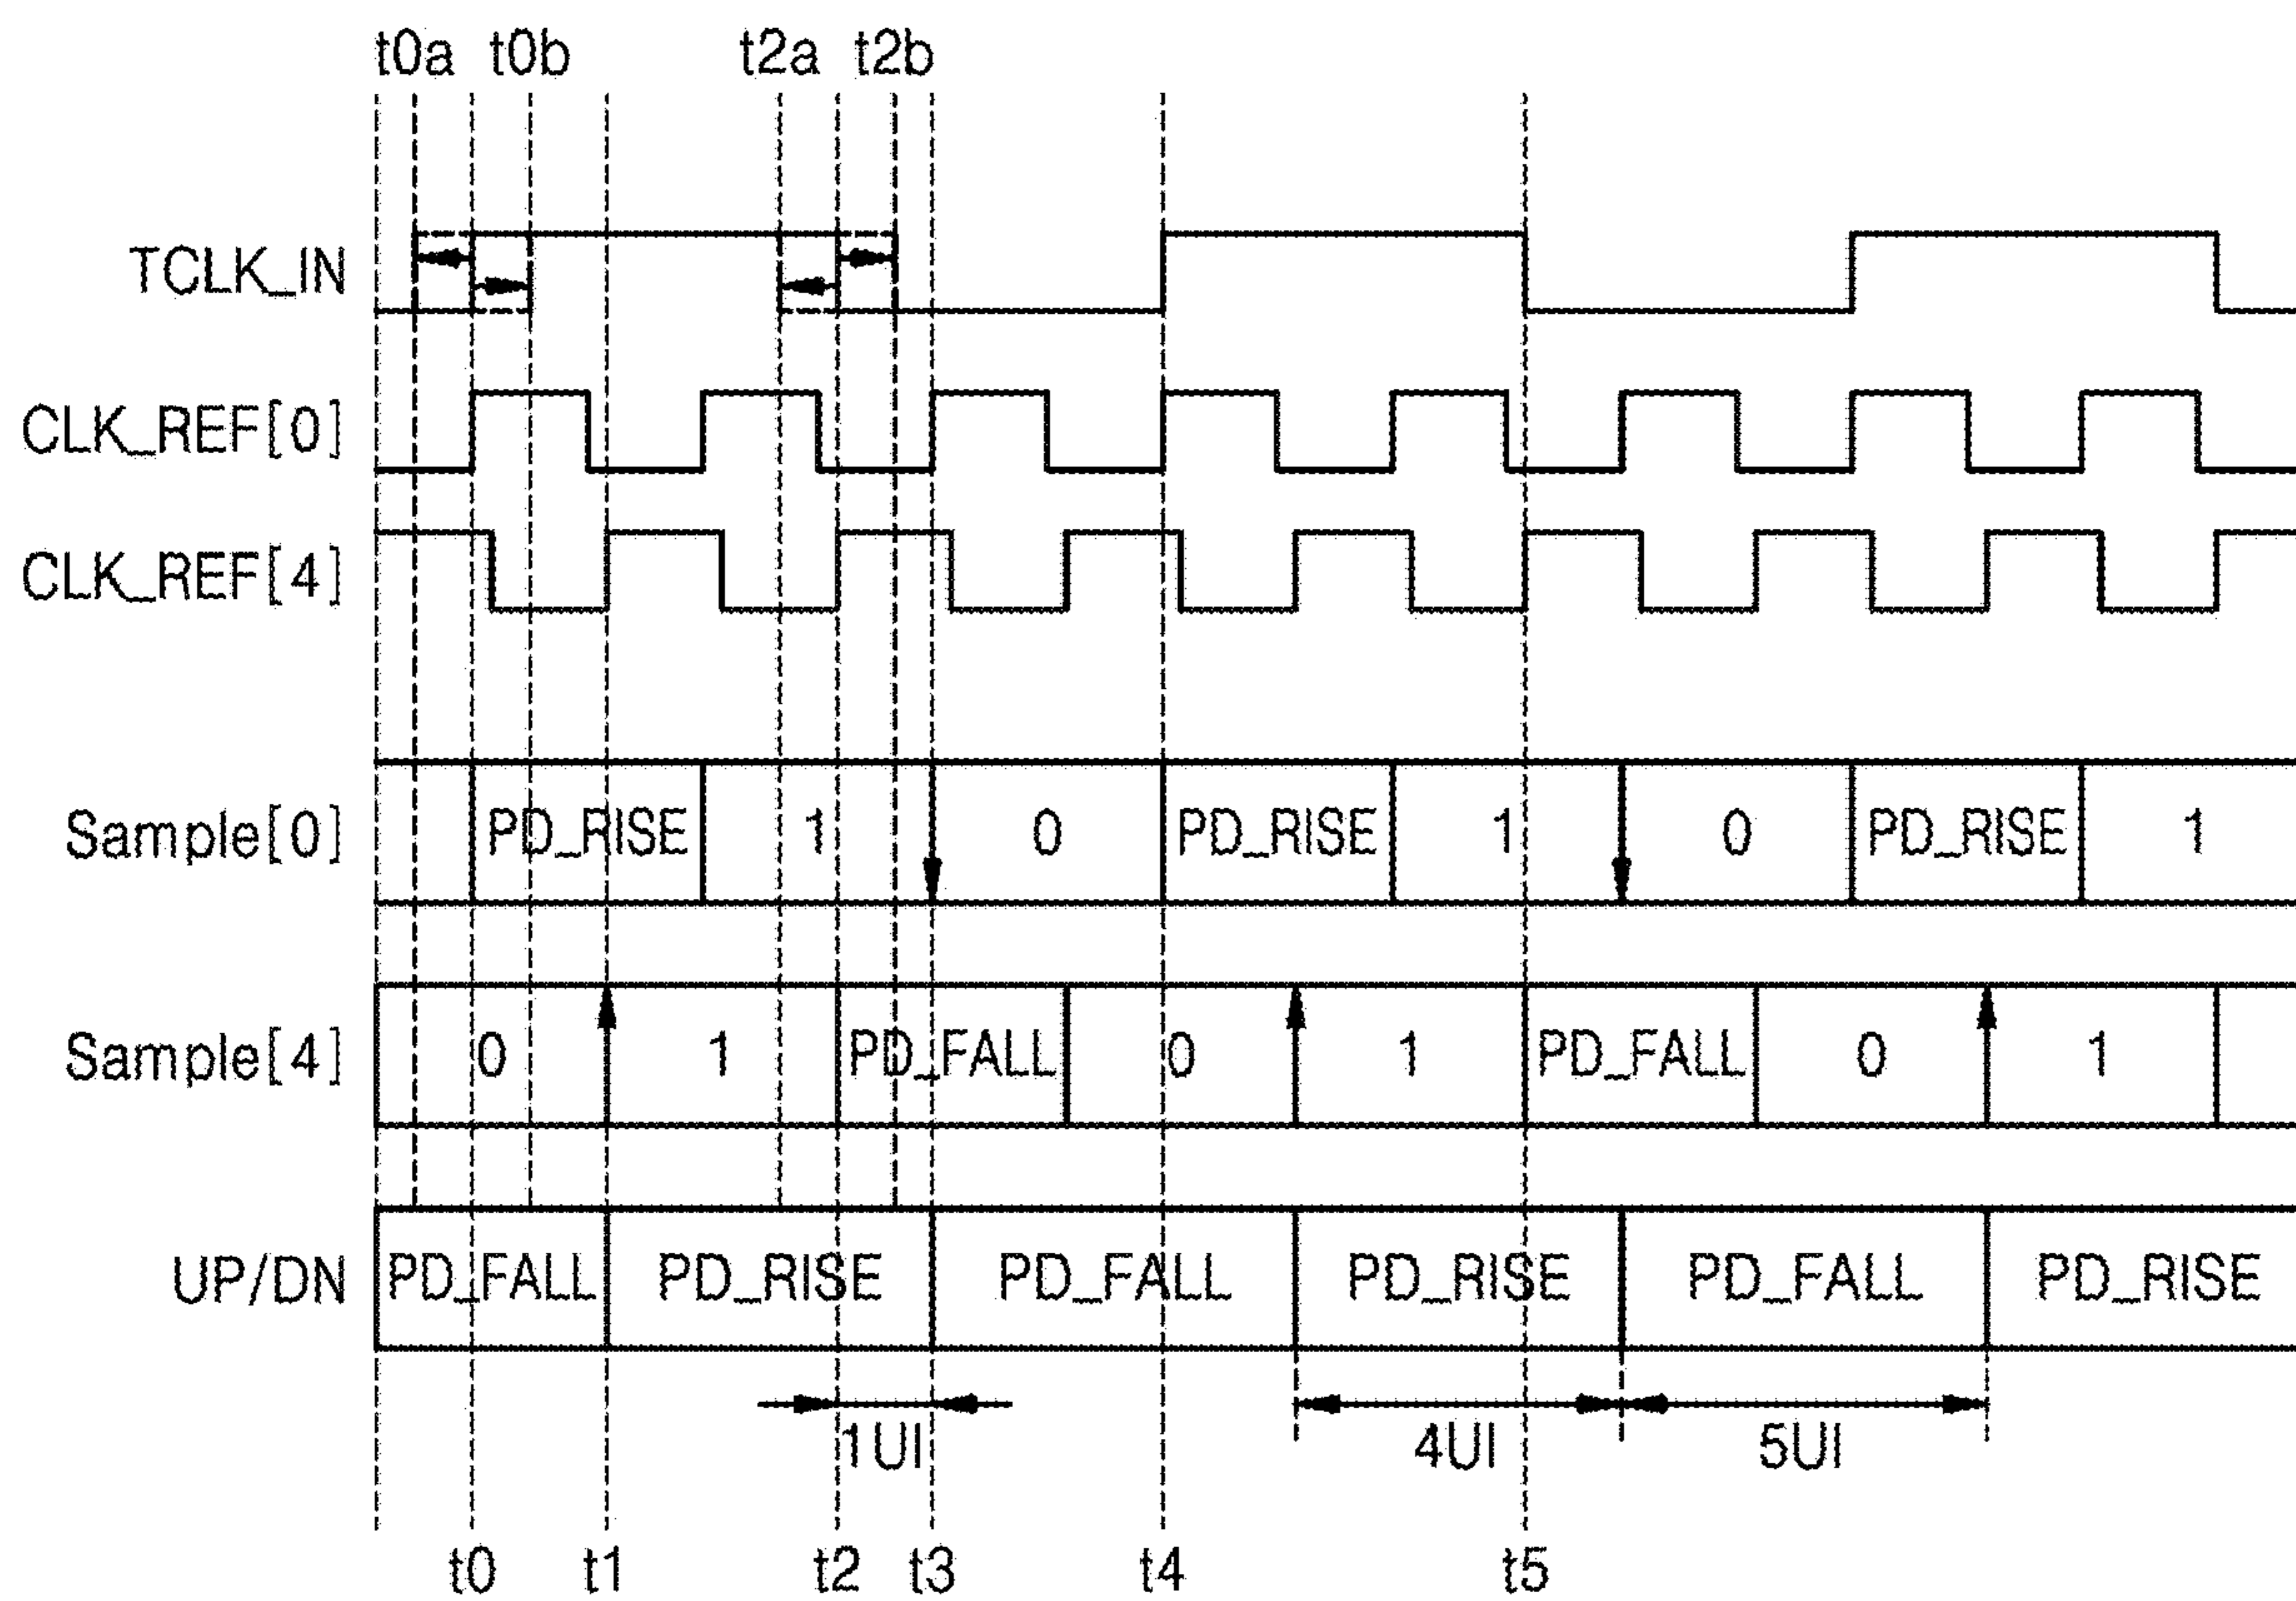 t0a t0b t2a t2b
TCLK_IN
CLK_REF[0]
CLK_REF[4]
Sample[0] PD_RISE 1 0 PD_RISE 1 0 PD_RISE 1
Sample[4] 0 1 PD_FALL 0 1 PD_FALL 0 1
UP/DN PD_FALL PD_RISE PD_FALL PD_RISE PD_FALL PD_RISE
1UI 4UI 5UI
t0 t1 t2 t3 t4 t5